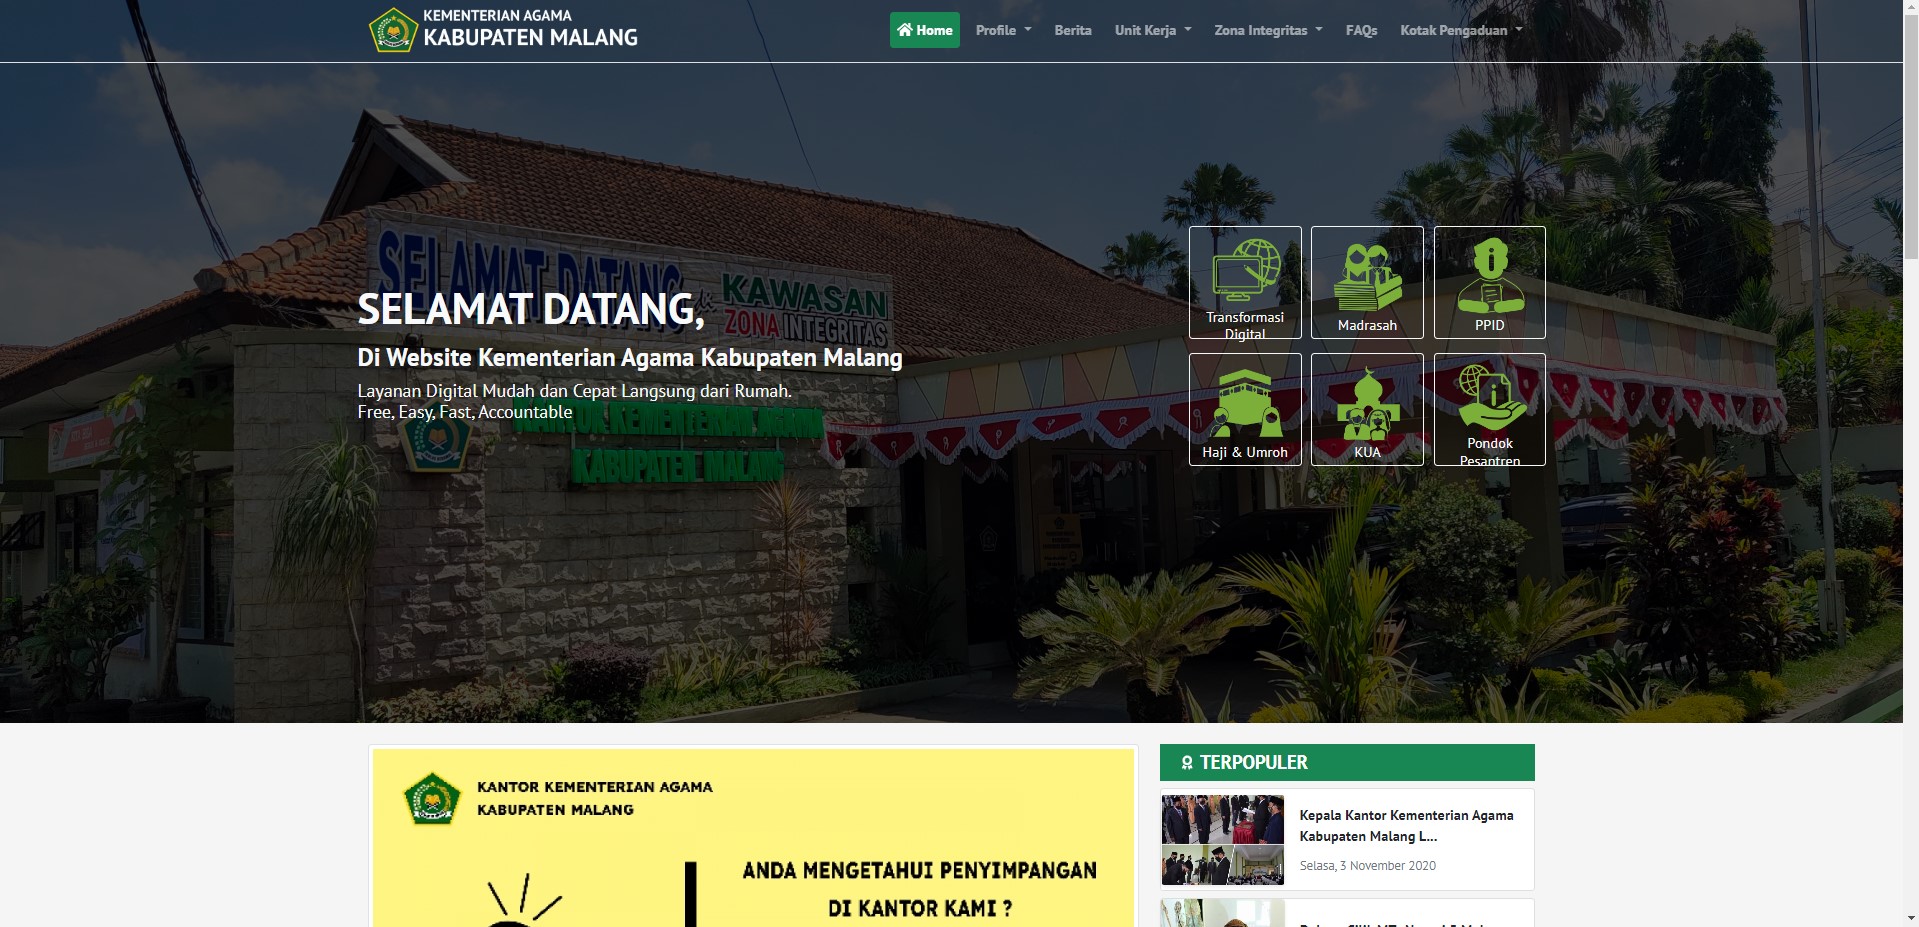 KEMENTERIAN AGAMA
KABUPATEN MALANG
Home
Profile
Berita
Unit Kerja
Zona Integritas
FAQs
Kotak Pengaduan
SELAMAT DATANG
KAWASAN
ZONA INTEGRITAS
SELAMAT DATANG,
Di Website Kementerian Agama Kabupaten Malang
Layanan Digital Mudah dan Cepat Langsung dari Rumah.
Free, Easy, Fast, Accountable
KANTOR KEMENTERIAN AGAMA
KABUPATEN MALANG
Transformasi
Digital
Madrasah
PPID
Haji & Umroh
KUA
Pondok
Pesantren
KANTOR KEMENTERIAN AGAMA
KABUPATEN MALANG
ANDA MENGETAHUI PENYIMPANGAN
DI KANTOR KAMI ?
TERPOPULER
Kepala Kantor Kementerian Agama
Kabupaten Malang L...
Selasa, 3 November 2020